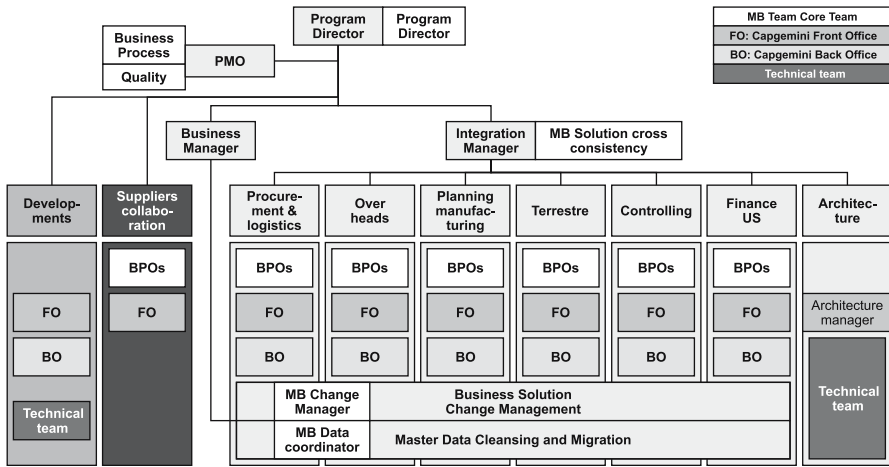 Program
Director
Program
Director
MB Team Core Team
FO: Capgemini Front Office
BO: Capgemini Back Office
Technical team
Business
Process
Quality
PMO
Business
Manager
Integration
Manager
MB Solution cross
consistency
Develop-
ments
Suppliers
collabo-
ration
Procure-
ment &
logistics
Over
heads
Planning
manufac-
turing
Terrestre
Controlling
Finance
US
Architec-
ture
BPOs
BPOs
BPOs
BPOs
BPOs
BPOs
BPOs
FO
FO
FO
FO
FO
FO
FO
FO
Architecture
manager
BO
BO
BO
BO
BO
BO
BO
Technical
team
Technical
team
MB Change
Manager
Business Solution
Change Management
MB Data
coordinator
Master Data Cleansing and Migration